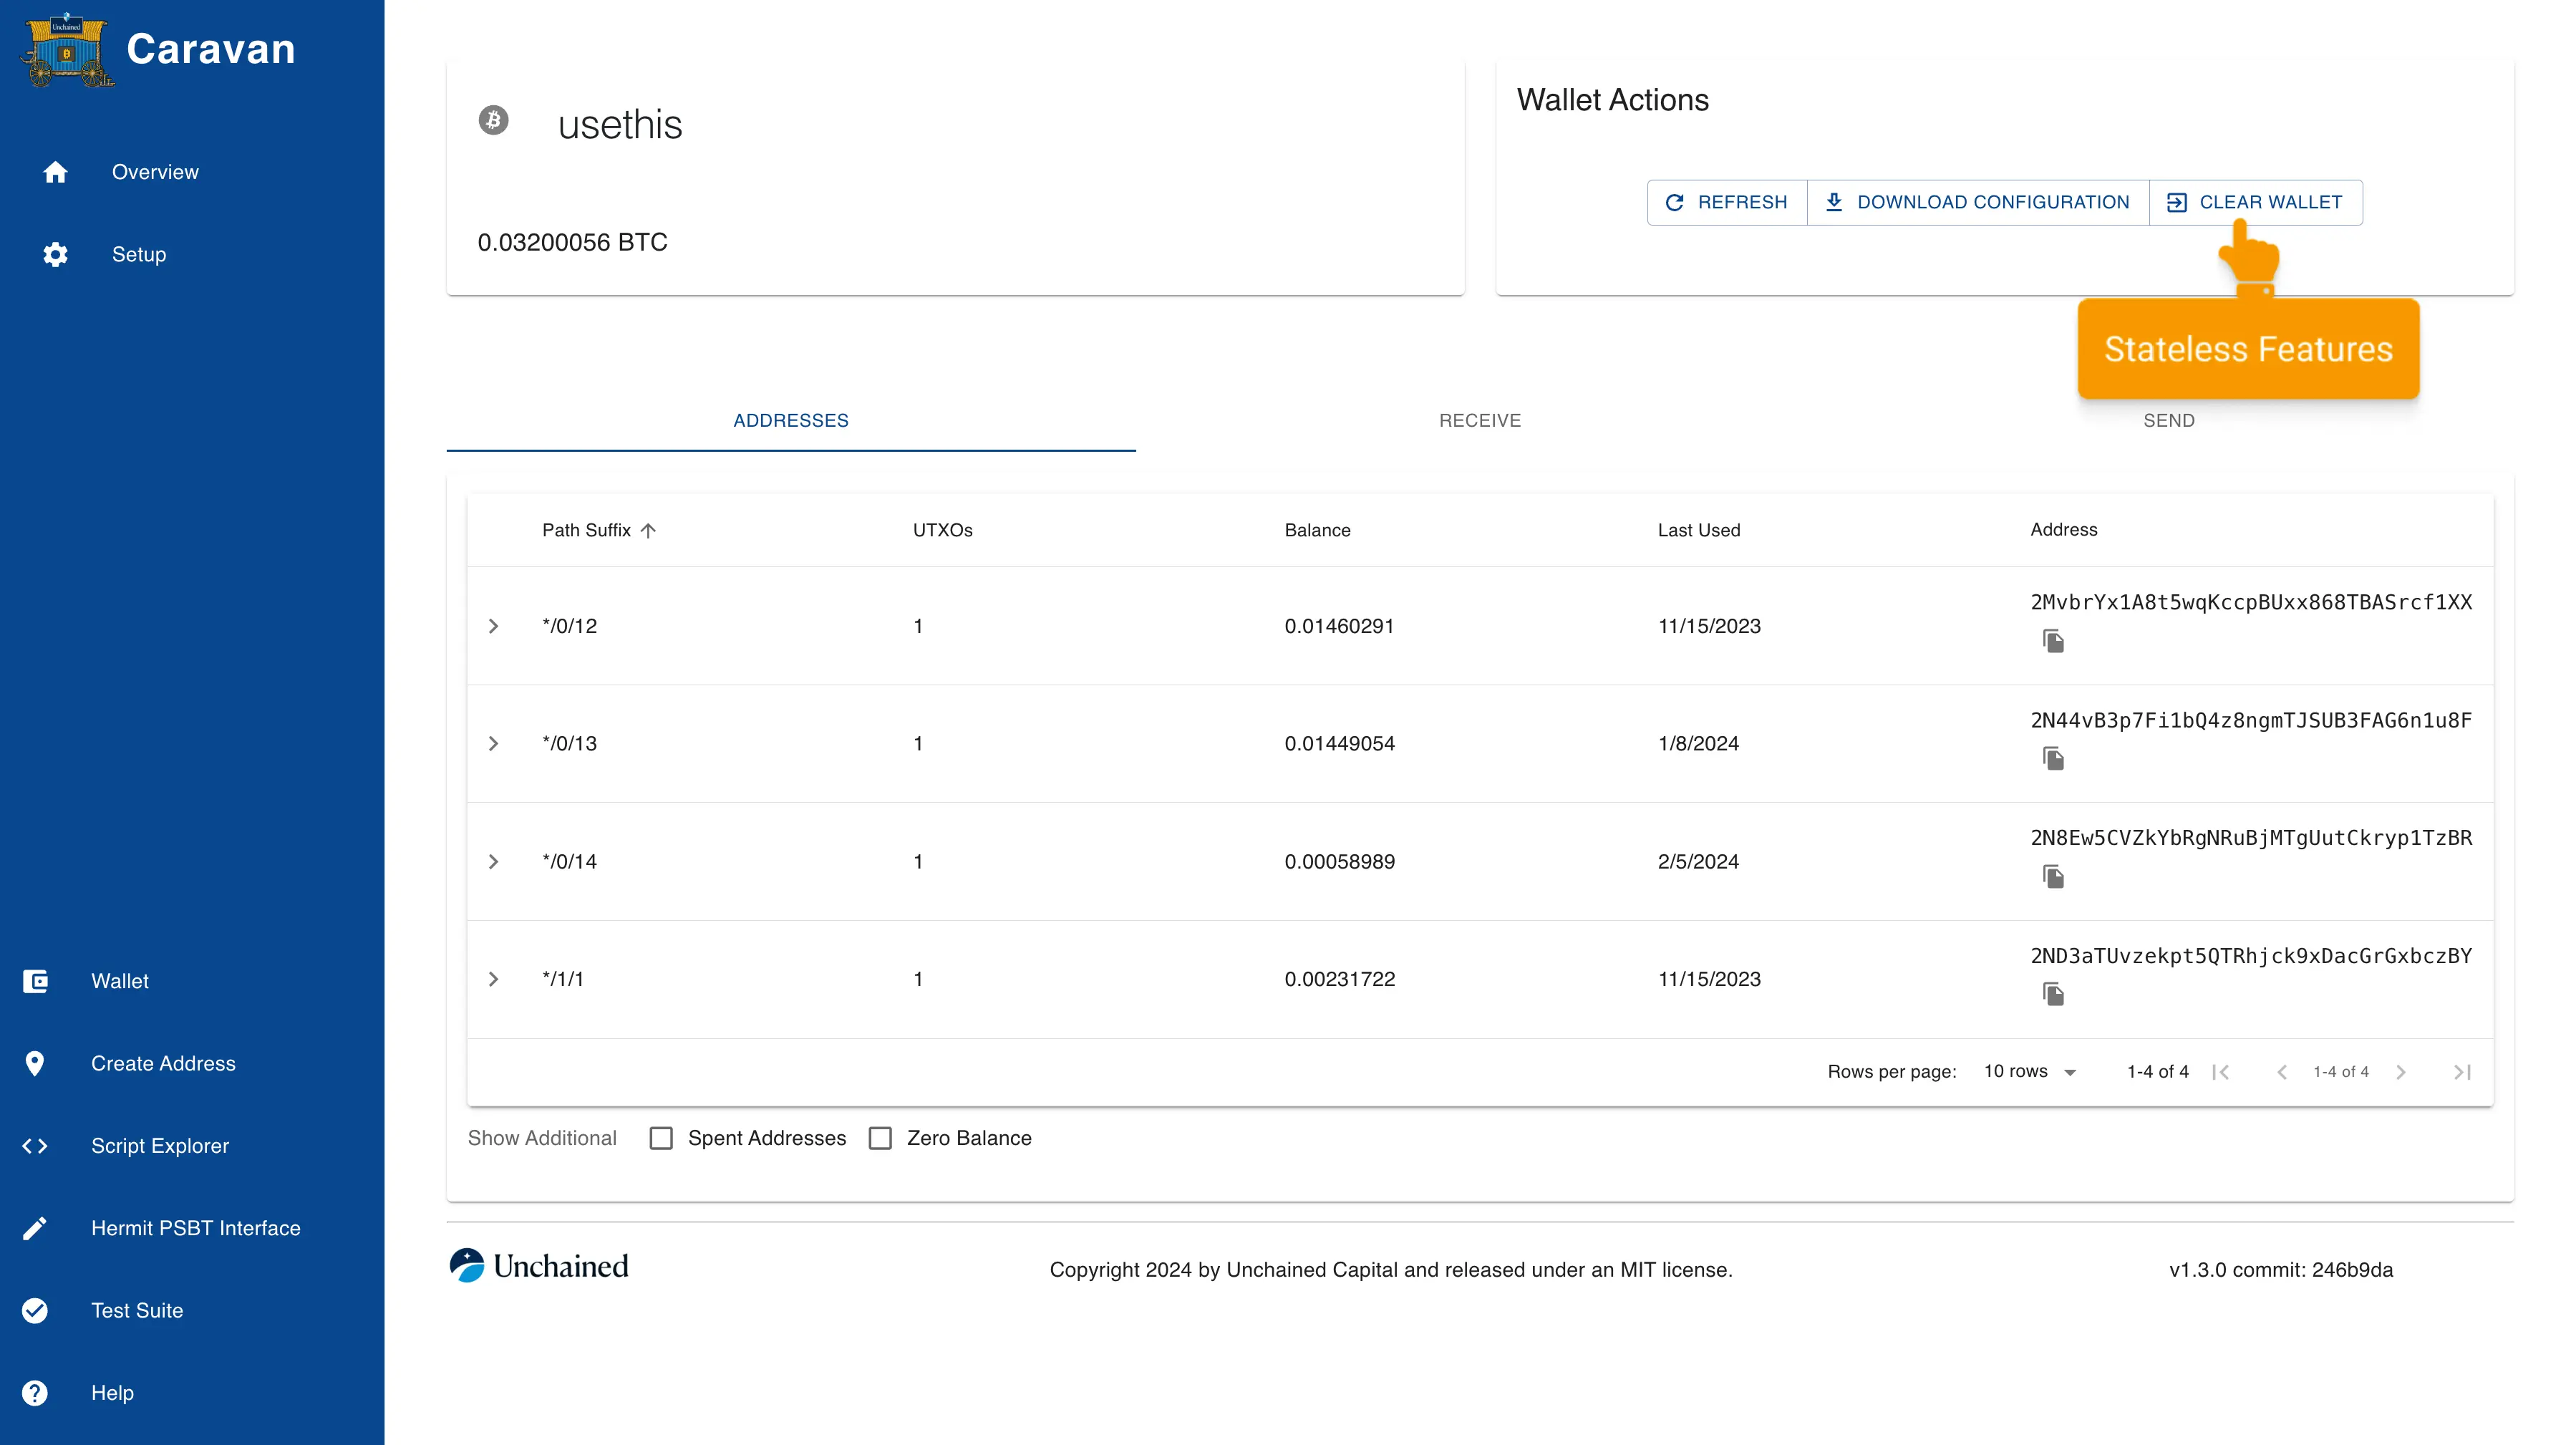 Unchained
Caravan
Overview
Setup
Wallet
Create Address
Script Explorer
Hermit PSBT Interface
Test Suite
Help
usethis
0.03200056 BTC
Wallet Actions
REFRESH DOWNLOAD CONFIGURATION CLEAR WALLET
Stateless Features
ADDRESSES RECEIVE SEND
Path Suffix UTXOs Balance Last Used Address
*/0/12 1 0.01460291 11/15/2023 2MvbrYx1A8t5wqKccpBUxx868TBASrcf1XX
*/0/13 1 0.01449054 1/8/2024 2N44vB3p7Fi1bQ4z8ngmTJSUB3FAG6n1u8F
*/0/14 1 0.00058989 2/5/2024 2N8Ew5CVZkYbRgNRuBjMTgUutCkryp1TzBR
*/1/1 1 0.00231722 11/15/2023 2ND3aTUvzekpt5QTRhjck9xDacGrGxbczBY
Rows per page: 10 rows 1-4 of 4 1-4 of 4
Show Additional Spent Addresses Zero Balance
Unchained Copyright 2024 by Unchained Capital and released under an MIT license. v1.3.0 commit: 246b9da